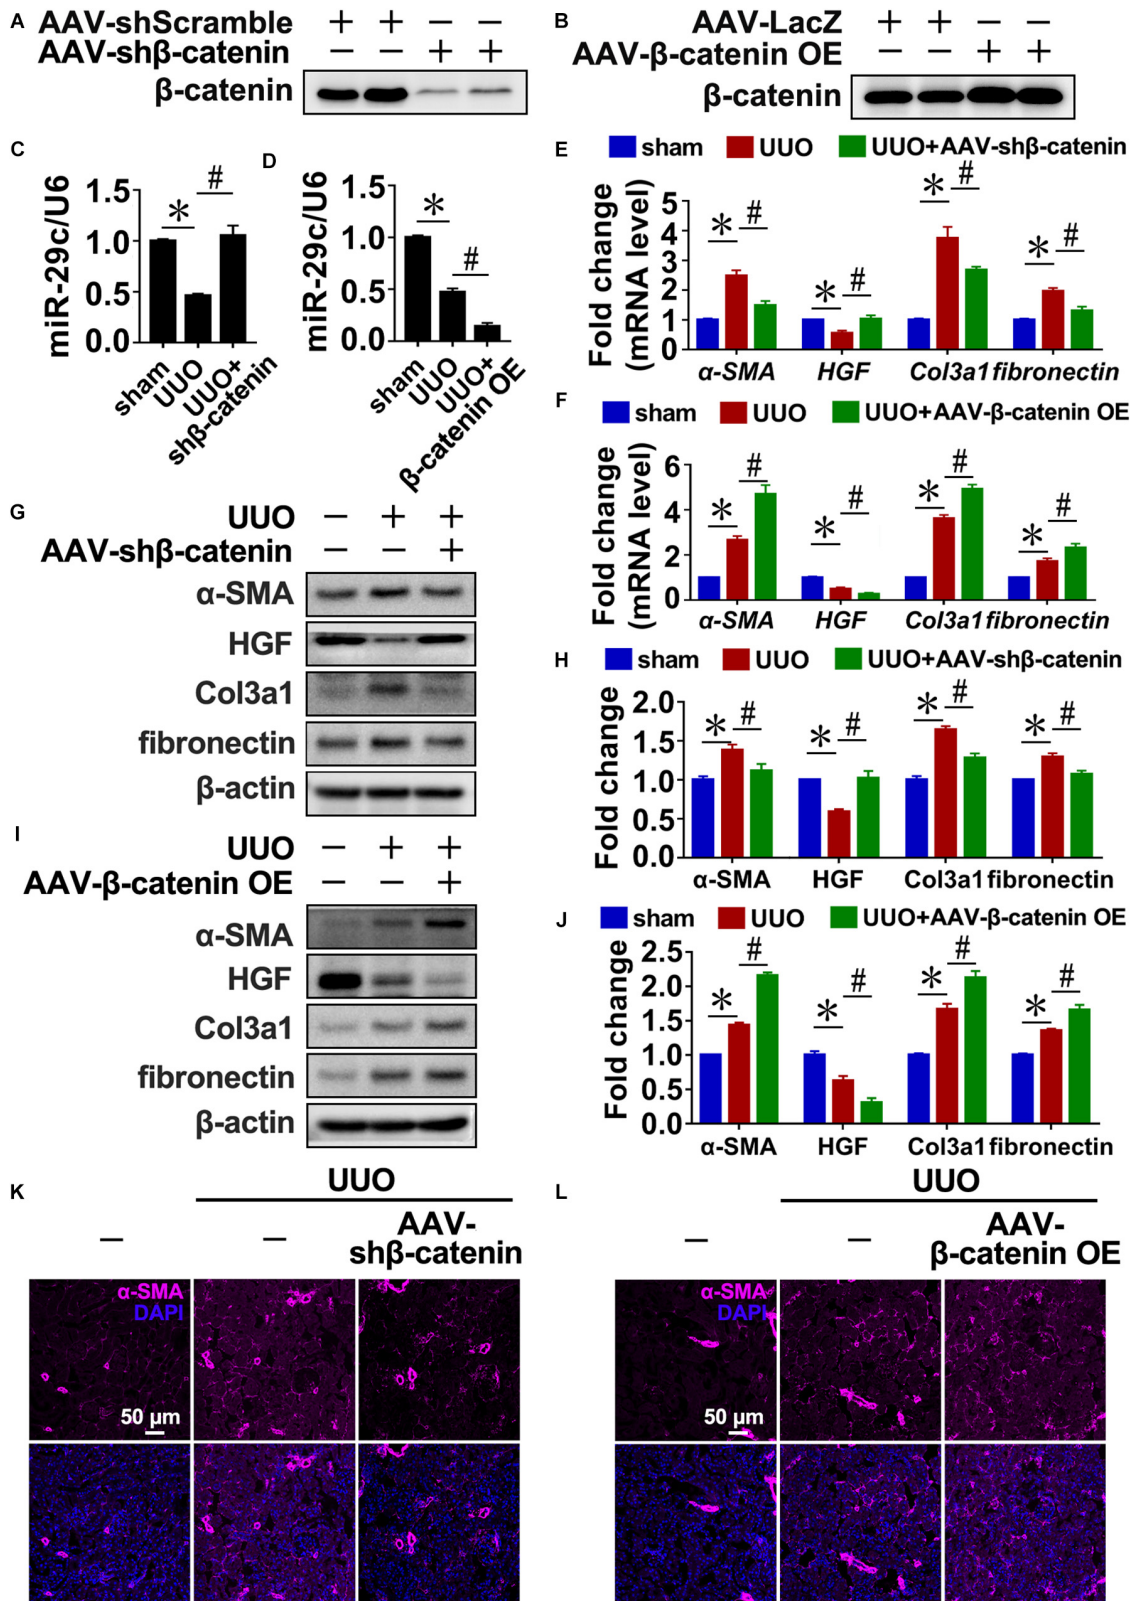 A
AAV-shScramble + + − −
AAV-shβ-catenin − − + +
β-catenin
B
AAV-LacZ + + − −
AAV-β-catenin OE − − + +
β-catenin
C
miR-29c/U6
1.5
1.0
0.5
0.0
* #
sham
UUO
UUO+
shβ-catenin
D
miR-29c/U6
1.5
1.0
0.5
0.0
* #
sham
UUO
UUO+
β-catenin OE
E
sham UUO UUO+AAV-shβ-catenin
Fold change
(mRNA level)
5
4
3
2
1
0
* # * # * # * #
α-SMA HGF Col3a1 fibronectin
F
sham UUO UUO+AAV-β-catenin OE
Fold change
(mRNA level)
6
4
2
0
* # * # * # * #
α-SMA HGF Col3a1 fibronectin
G
UUO − + +
AAV-shβ-catenin − − +
α-SMA
HGF
Col3a1
fibronectin
β-actin
H
sham UUO UUO+AAV-shβ-catenin
Fold change
2.0
1.5
1.0
0.5
0.0
* # * # * # * #
α-SMA HGF Col3a1 fibronectin
I
UUO − + +
AAV-β-catenin OE − − +
α-SMA
HGF
Col3a1
fibronectin
β-actin
J
sham UUO UUO+AAV-β-catenin OE
Fold change
2.5
2.0
1.5
1.0
0.5
0.0
* # * # * # * #
α-SMA HGF Col3a1 fibronectin
K
UUO
− − AAV-
shβ-catenin
α-SMA
DAPI
50 µm
L
UUO
− − AAV-
β-catenin OE
α-SMA
DAPI
50 µm